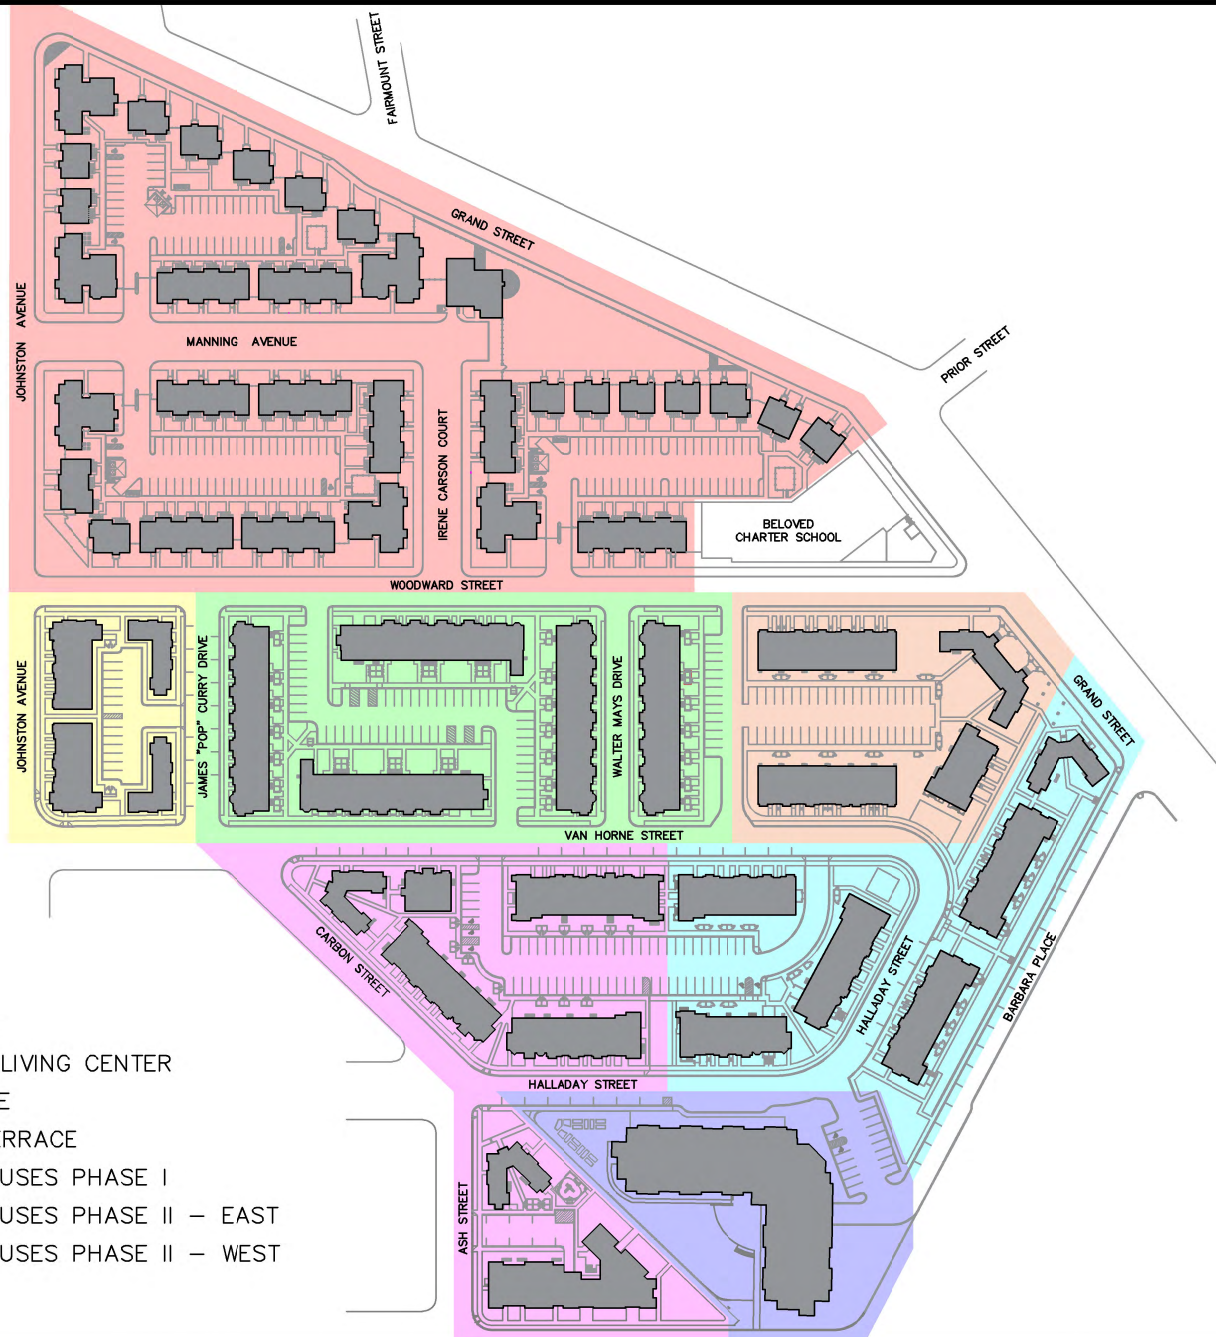 FAIRMOUNT STREET
GRAND STREET
JOHNSTON AVENUE
MANNING AVENUE
PRIOR STREET
IRENE CARSON COURT
BELOVED
CHARTER SCHOOL
WOODWARD STREET
JOHNSTON AVENUE
JAMES "POP" CURRY DRIVE
WALTER MAYS DRIVE
GRAND STREET
VAN HORNE STREET
CARBON STREET
HALLADAY STREET
BARBARA PLACE
HALLADAY STREET
ASH STREET
LIVING CENTER
E
ERRACE
USES PHASE I
USES PHASE II – EAST
USES PHASE II – WEST